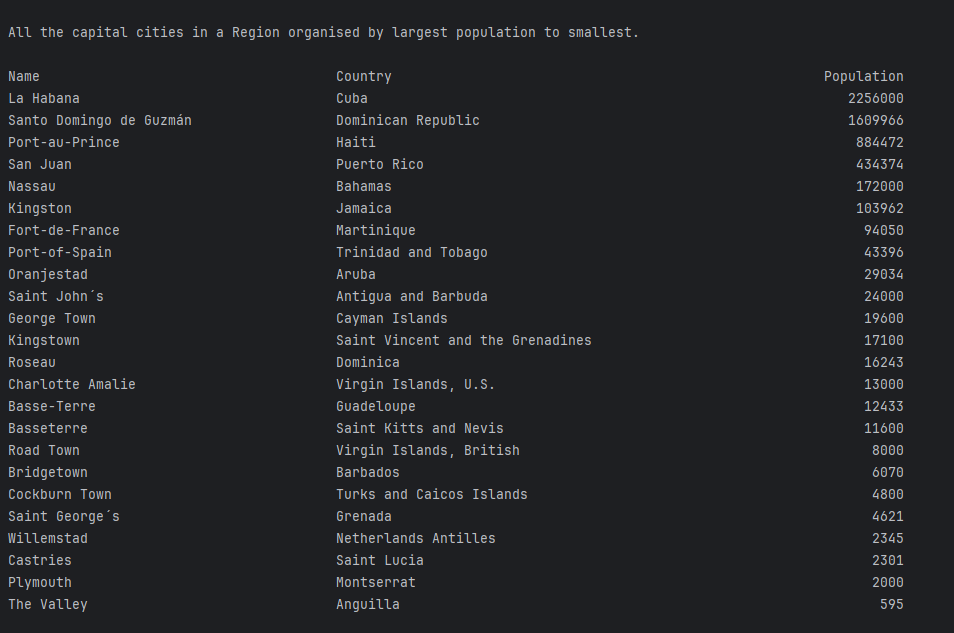 All the capital cities in a Region organised by largest population to smallest.
Name Country Population
La Habana Cuba 2256000
Santo Domingo de Guzmán Dominican Republic 1609966
Port-au-Prince Haiti 884472
San Juan Puerto Rico 434374
Nassau Bahamas 172000
Kingston Jamaica 103962
Fort-de-France Martinique 94050
Port-of-Spain Trinidad and Tobago 43396
Oranjestad Aruba 29034
Saint John´s Antigua and Barbuda 24000
George Town Cayman Islands 19600
Kingstown Saint Vincent and the Grenadines 17100
Roseau Dominica 16243
Charlotte Amalie Virgin Islands, U.S. 13000
Basse-Terre Guadeloupe 12433
Basseterre Saint Kitts and Nevis 11600
Road Town Virgin Islands, British 8000
Bridgetown Barbados 6070
Cockburn Town Turks and Caicos Islands 4800
Saint George´s Grenada 4621
Willemstad Netherlands Antilles 2345
Castries Saint Lucia 2301
Plymouth Montserrat 2000
The Valley Anguilla 595